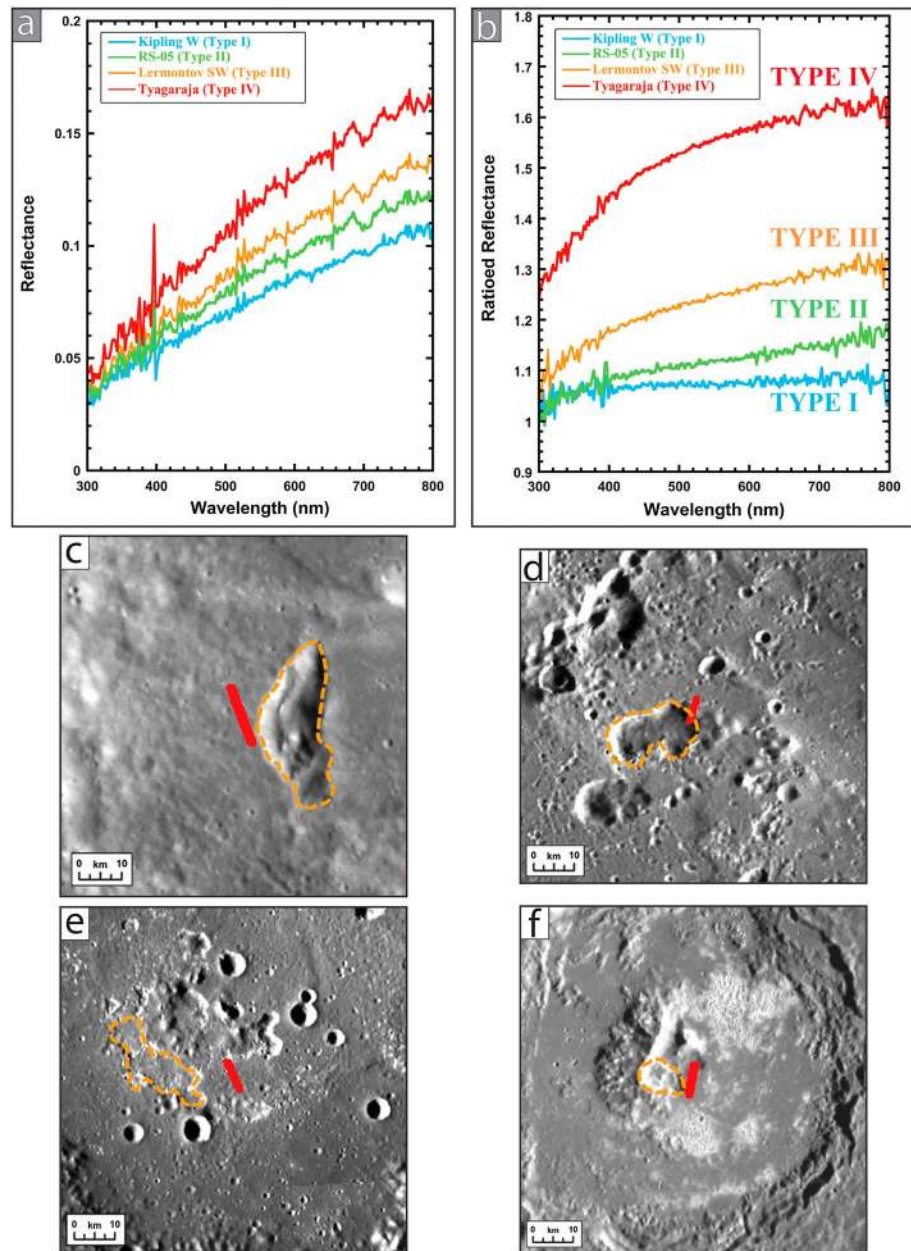 a
Kipling W (Type I)
RS-05 (Type II)
Lermontov SW (Type III)
Tyagaraja (Type IV)
0.2
0.15
0.1
0.05
0
Reflectance
300 400 500 600 700 800
Wavelength (nm)
b
Kipling W (Type I)
RS-05 (Type II)
Lermontov SW (Type III)
Tyagaraja (Type IV)
TYPE IV
TYPE III
TYPE II
TYPE I
1.8
1.7
1.6
1.5
1.4
1.3
1.2
1.1
1
0.9
Ratioed Reflectance
300 400 500 600 700 800
Wavelength (nm)
c
0 km 10
d
0 km 10
e
0 km 10
f
0 km 10